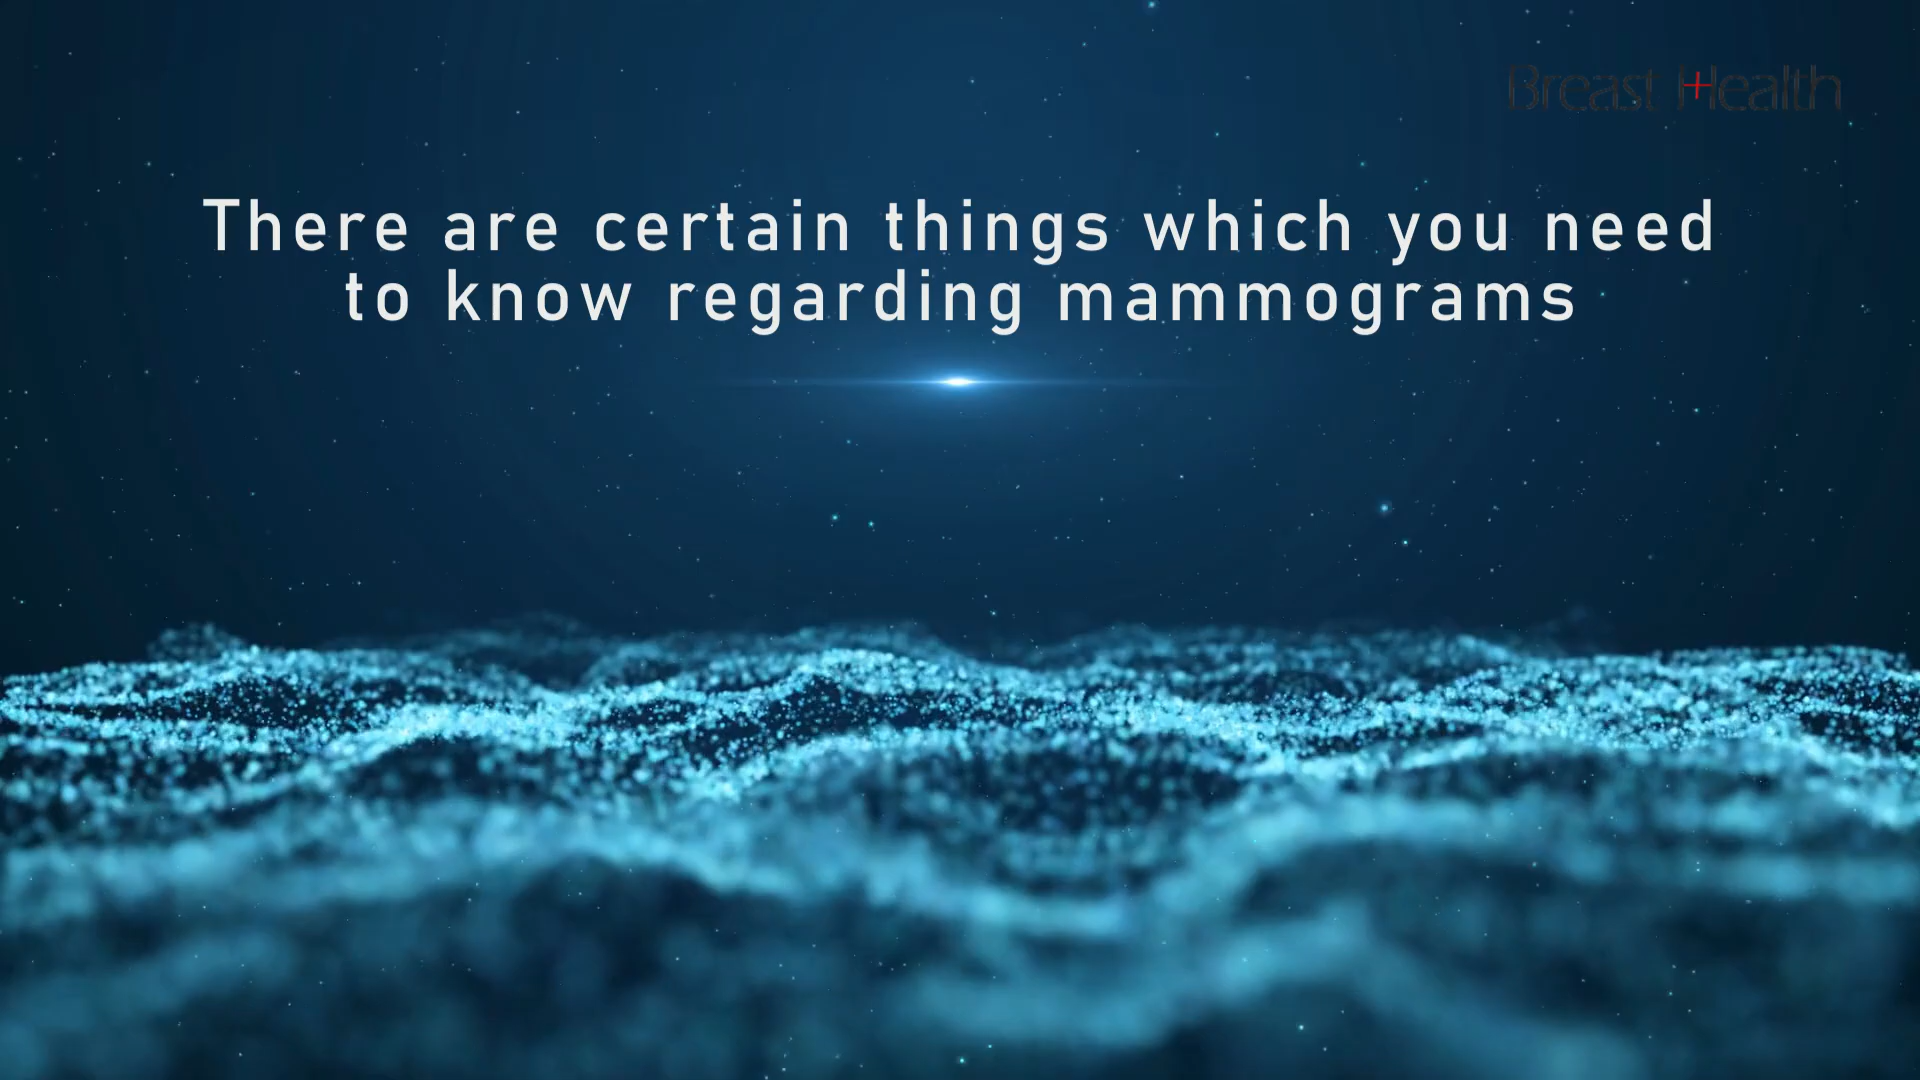 Breast Health
There are certain things which you need
to know regarding mammograms